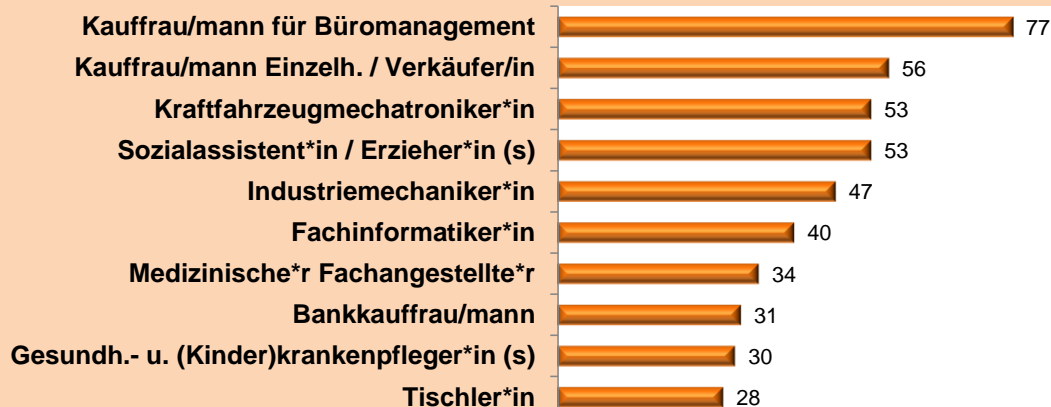 Kauffrau/mann für Büromanagement 77
Kauffrau/mann Einzelh. / Verkäufer/in 56
Kraftfahrzeugmechatroniker*in 53
Sozialassistent*in / Erzieher*in (s) 53
Industriemechaniker*in 47
Fachinformatiker*in 40
Medizinische*r Fachangestellte*r 34
Bankkauffrau/mann 31
Gesundh.- u. (Kinder)krankenpfleger*in (s) 30
Tischler*in 28